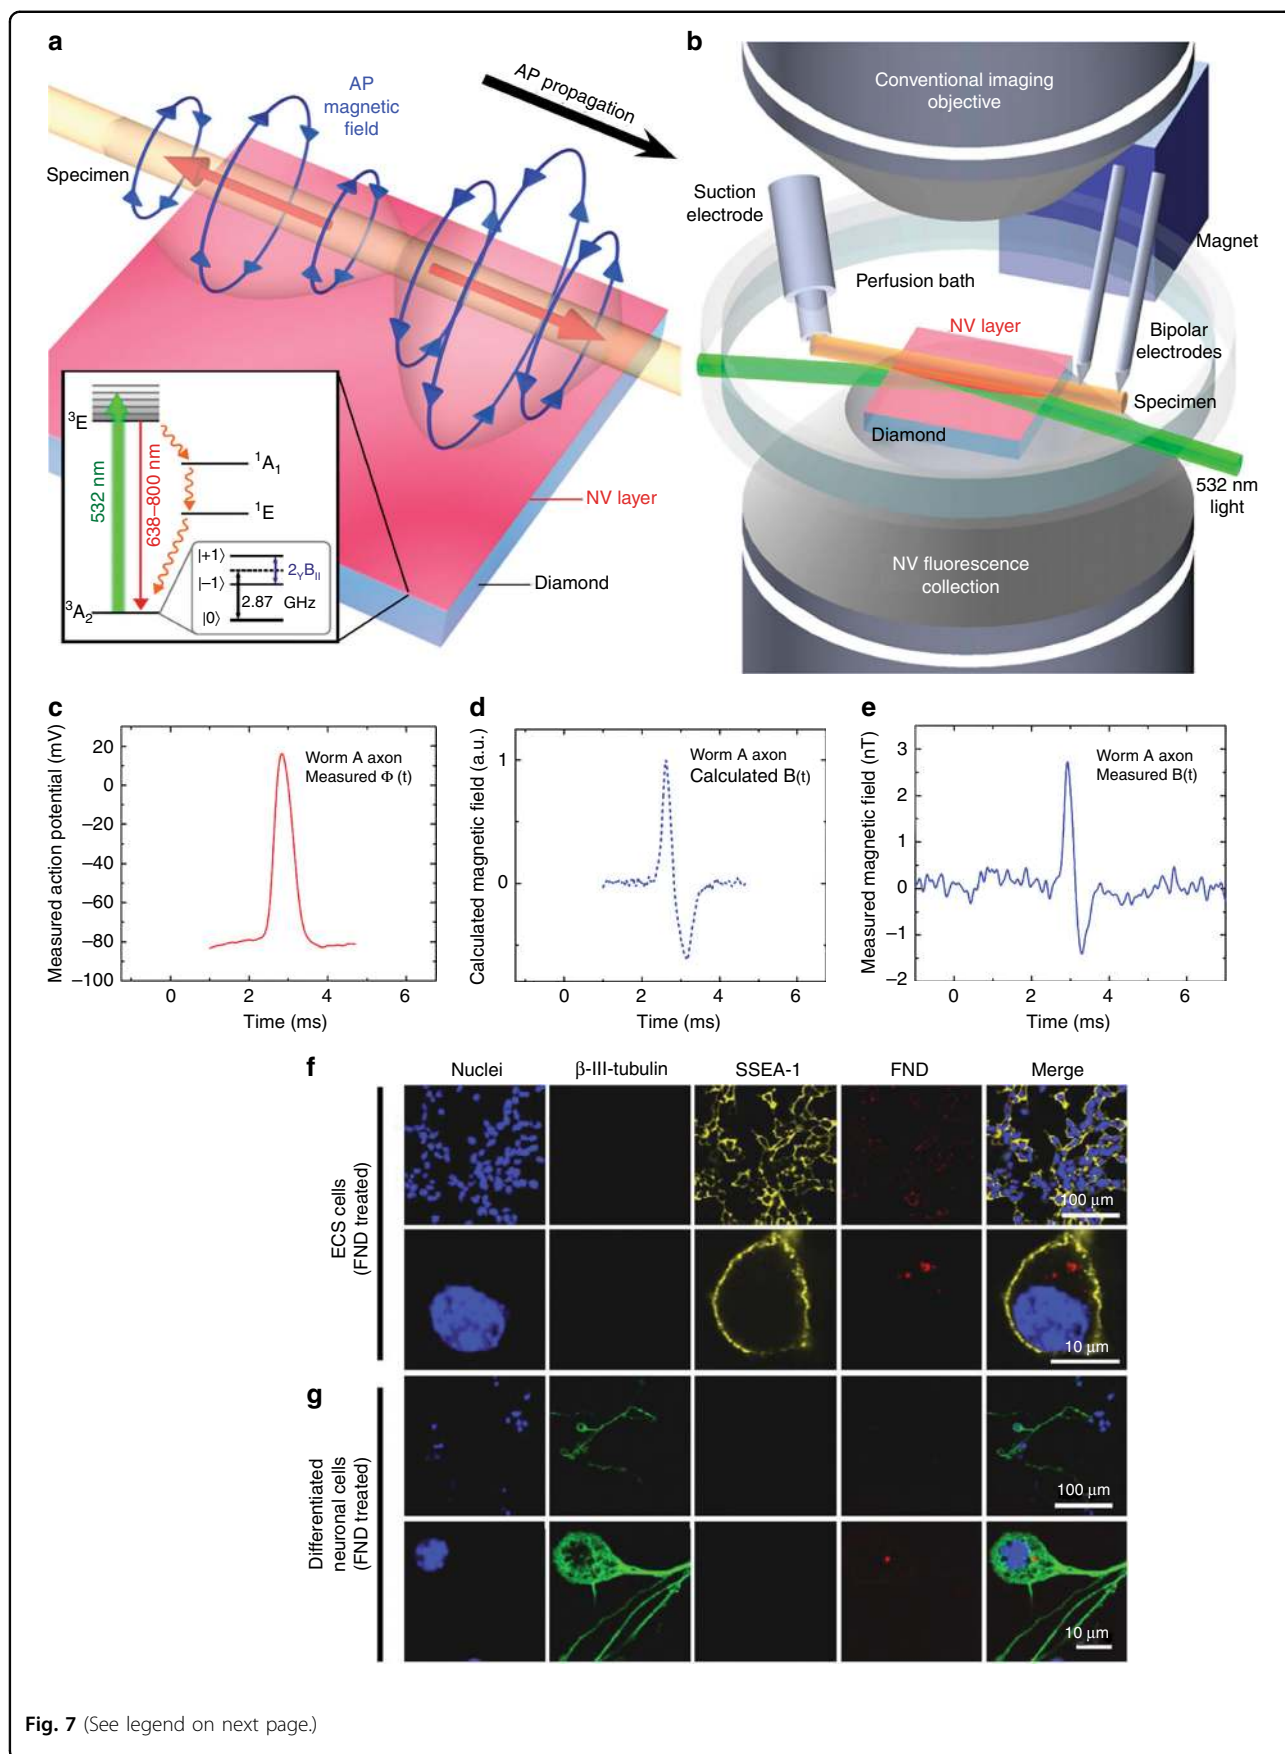 a
AP
magnetic
field
AP propagation
Specimen
³E
532 nm
638–800 nm
¹A₁
¹E
|+1⟩
|−1⟩
|0⟩
2γB||
2.87 GHz
³A₂
NV layer
Diamond
b
Conventional imaging
objective
Suction
electrode
Magnet
Perfusion bath
NV layer
Bipolar
electrodes
Specimen
Diamond
532 nm
light
NV fluorescence
collection
c
Measured action potential (mV)
20
0
−20
−40
−60
−80
−100
Worm A axon
Measured Φ (t)
0 2 4 6
Time (ms)
d
Calculated magnetic field (a.u.)
1
0
Worm A axon
Calculated B(t)
0 2 4 6
Time (ms)
e
Measured magnetic field (nT)
3
2
1
0
−1
−2
Worm A axon
Measured B(t)
0 2 4 6
Time (ms)
f
Nuclei β-III-tubulin SSEA-1 FND Merge
ECS cells
(FND treated)
100 μm
10 μm
g
Differentiated
neuronal cells
(FND treated)
100 μm
10 μm
Fig. 7 (See legend on next page.)